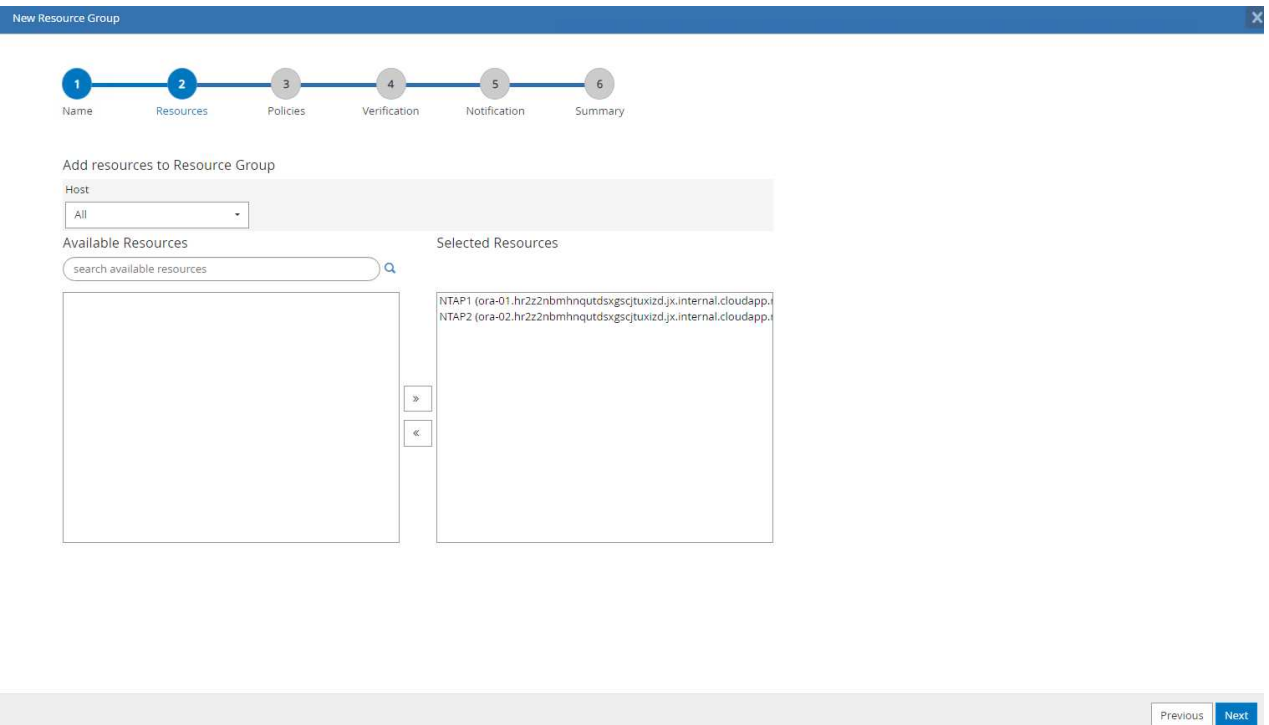 New Resource Group
1 2 3 4 5 6
Name Resources Policies Verification Notification Summary
Add resources to Resource Group
Host
All
Available Resources
Selected Resources
search available resources
NTAP1 (ora-01.hr2z2nbmhnqutdsxgscjtuxizd.jx.internal.cloudapp.
NTAP2 (ora-02.hr2z2nbmhnqutdsxgscjtuxizd.jx.internal.cloudapp.
»
«
Previous Next